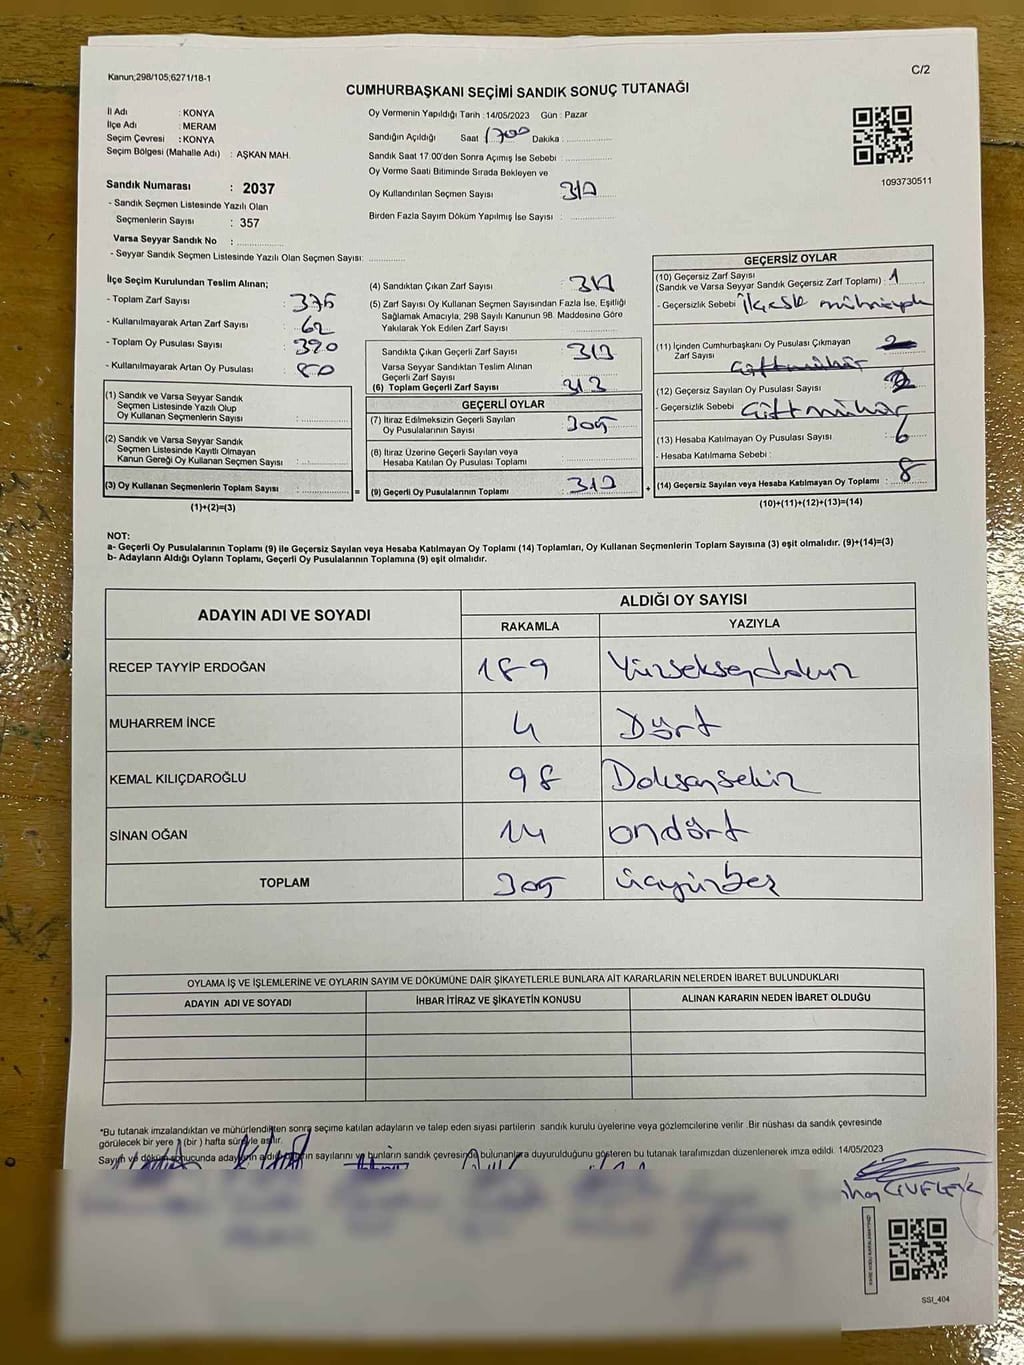 Kanun;298/105;6271/18-1
C/2
CUMHURBAŞKANI SEÇİMİ SANDIK SONUÇ TUTANAĞI
İl Adı : KONYA
İlçe Adı : MERAM
Seçim Çevresi : KONYA
Seçim Bölgesi (Mahalle Adı) : AŞKAN MAH.
Sandık Numarası : 2037
- Sandık Seçmen Listesinde Yazılı Olan
Seçmenlerin Sayısı : 357
Varsa Seyyar Sandık No :
- Seyyar Sandık Seçmen Listesinde Yazılı Olan Seçmen Sayısı:
Oy Vermenin Yapıldığı Tarih : 14/05/2023 Gün : Pazar
Sandığın Açıldığı Saat 1700 Dakika :
Sandık Saat 17:00'den Sonra Açımış İse Sebebi :
Oy Verme Saati Bitiminde Sırada Bekleyen ve
Oy Kullandırılan Seçmen Sayısı
Birden Fazla Sayım Döküm Yapılmış İse Sayısı :
1093730511
İlçe Seçim Kurulundan Teslim Alınan;
- Toplam Zarf Sayısı : 375
- Kullanılmayarak Artan Zarf Sayısı : 62
- Toplam Oy Pusulası Sayısı : 390
- Kullanılmayarak Artan Oy Pusulası : 80
(1) Sandık ve Varsa Seyyar Sandık
Seçmen Listesinde Yazılı Olup
Oy Kullanan Seçmenlerin Sayısı :
(2) Sandık ve Varsa Seyyar Sandık
Seçmen Listesinde Kayıtlı Olmayan
Kanun Gereği Oy Kullanan Seçmen Sayısı :
(3) Oy Kullanan Seçmenlerin Toplam Sayısı : =
(1)+(2)=(3)
(4) Sandıktan Çıkan Zarf Sayısı :
(5) Zarf Sayısı Oy Kullanan Seçmen Sayısından Fazla İse, Eşitliği
Sağlamak Amacıyla, 298 Sayılı Kanunun 98. Maddesine Göre
Yakılarak Yok Edilen Zarf Sayısı :
Sandıkta Çıkan Geçerli Zarf Sayısı : 313
Varsa Seyyar Sandıktan Teslim Alınan
Geçerli Zarf Sayısı :
(6) Toplam Geçerli Zarf Sayısı : 313
GEÇERLİ OYLAR
(7) İtiraz Edilmeksizin Geçerli Sayılan
Oy Pusulalarının Sayısı : 305
(8) İtiraz Üzerine Geçerli Sayılan veya
Hesaba Katılan Oy Pusulası Toplamı :
(9) Geçerli Oy Pusulalarının Toplamı : +
GEÇERSİZ OYLAR
(10) Geçersiz Zarf Sayısı
(Sandık ve Varsa Seyyar Sandık Geçersiz Zarf Toplamı) : 1
- Geçersizlik Sebebi :
(11) İçinden Cumhurbaşkanı Oy Pusulası Çıkmayan
Zarf Sayısı
(12) Geçersiz Sayılan Oy Pusulası Sayısı : 2
- Geçersizlik Sebebi : Çift mühür
(13) Hesaba Katılmayan Oy Pusulası Sayısı : 6
- Hesaba Katılmama Sebebi :
(14) Geçersiz Sayılan veya Hesaba Katılmayan Oy Toplamı : 8
(10)+(11)+(12)+(13)=(14)
NOT:
a- Geçerli Oy Pusulalarının Toplamı (9) ile Geçersiz Sayılan veya Hesaba Katılmayan Oy Toplamı (14) Toplamları, Oy Kullanan Seçmenlerin Toplam Sayısına (3) eşit olmalıdır. (9)+(14)=(3)
b- Adayların Aldığı Oyların Toplamı, Geçerli Oy Pusulalarının Toplamına (9) eşit olmalıdır.
ADAYIN ADI VE SOYADI
ALDIĞI OY SAYISI
RAKAMLA YAZIYLA
RECEP TAYYİP ERDOĞAN 189 Yüzseksendokuz
MUHARREM İNCE 4 Dört
KEMAL KILIÇDAROĞLU 98 Doksansekiz
SİNAN OĞAN 14 ondört
TOPLAM 305 üçyüzbeş
OYLAMA İŞ VE İŞLEMLERİNE VE OYLARIN SAYIM VE DÖKÜMÜNE DAİR ŞİKAYETLERLE BUNLARA AİT KARARLARIN NELERDEN İBARET BULUNDUKLARI
ADAYIN ADI VE SOYADI İHBAR İTİRAZ VE ŞİKAYETİN KONUSU ALINAN KARARIN NEDEN İBARET OLDUĞU
*Bu tutanak imzalandıktan ve mühürlendikten sonra seçime katılan adayların ve talep eden siyasi partilerin sandık kurulu üyelerine veya gözlemcilerine verilir .Bir nüshası da sandık çevresinde
görülecek bir yere 1 (bir ) hafta süreyle asılır.
Sayım ve döküm sonucunda adayların aldığı oyların sayılarını ve bunların sandık çevresinde bulunanlara duyurulduğunu gösteren bu tutanak tarafımızdan düzenlenerek imza edildi. 14/05/2023
SSI_404